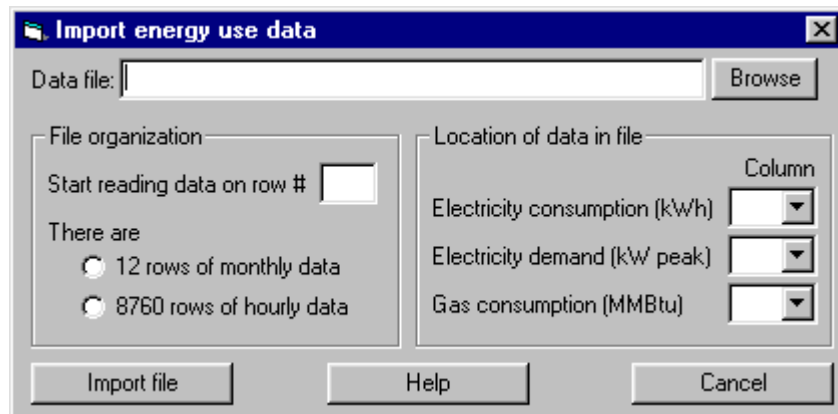 Import energy use data
Data file:
Browse
File organization
Start reading data on row #
There are
12 rows of monthly data
8760 rows of hourly data
Location of data in file
Column
Electricity consumption (kWh)
Electricity demand (kW peak)
Gas consumption (MMBtu)
Import file
Help
Cancel